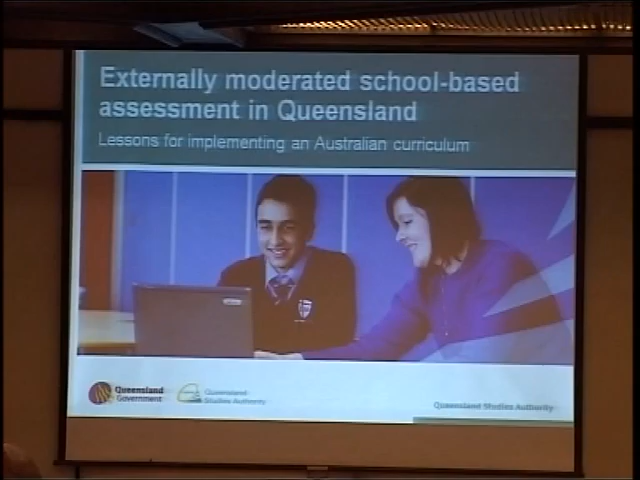 Externally moderated school-based
assessment in Queensland
Lessons for implementing an Australian curriculum
Queensland
Government
Queensland
Studies Authority
Queensland Studies Authority